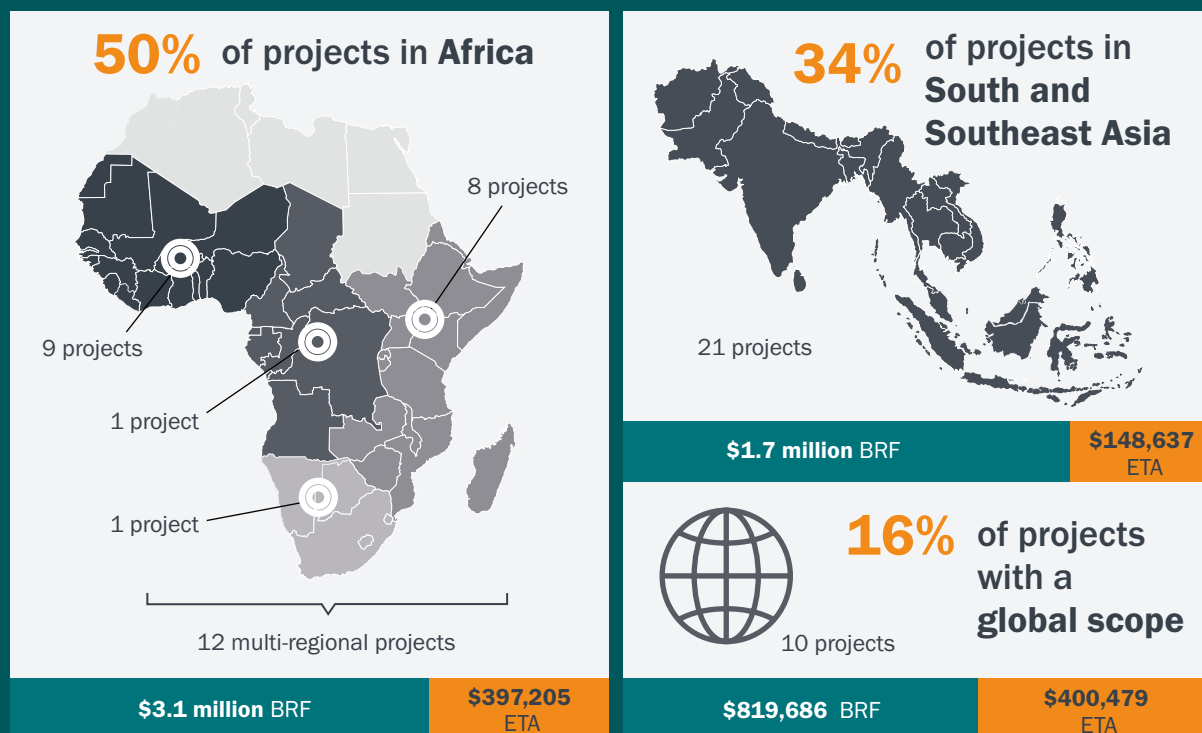 50% of projects in Africa
8 projects
9 projects
1 project
1 project
12 multi-regional projects
$3.1 million BRF
$397,205
ETA
34% of projects in
South and
Southeast Asia
21 projects
$1.7 million BRF
$148,637
ETA
16% of projects
with a
global scope
10 projects
$819,686 BRF
$400,479
ETA